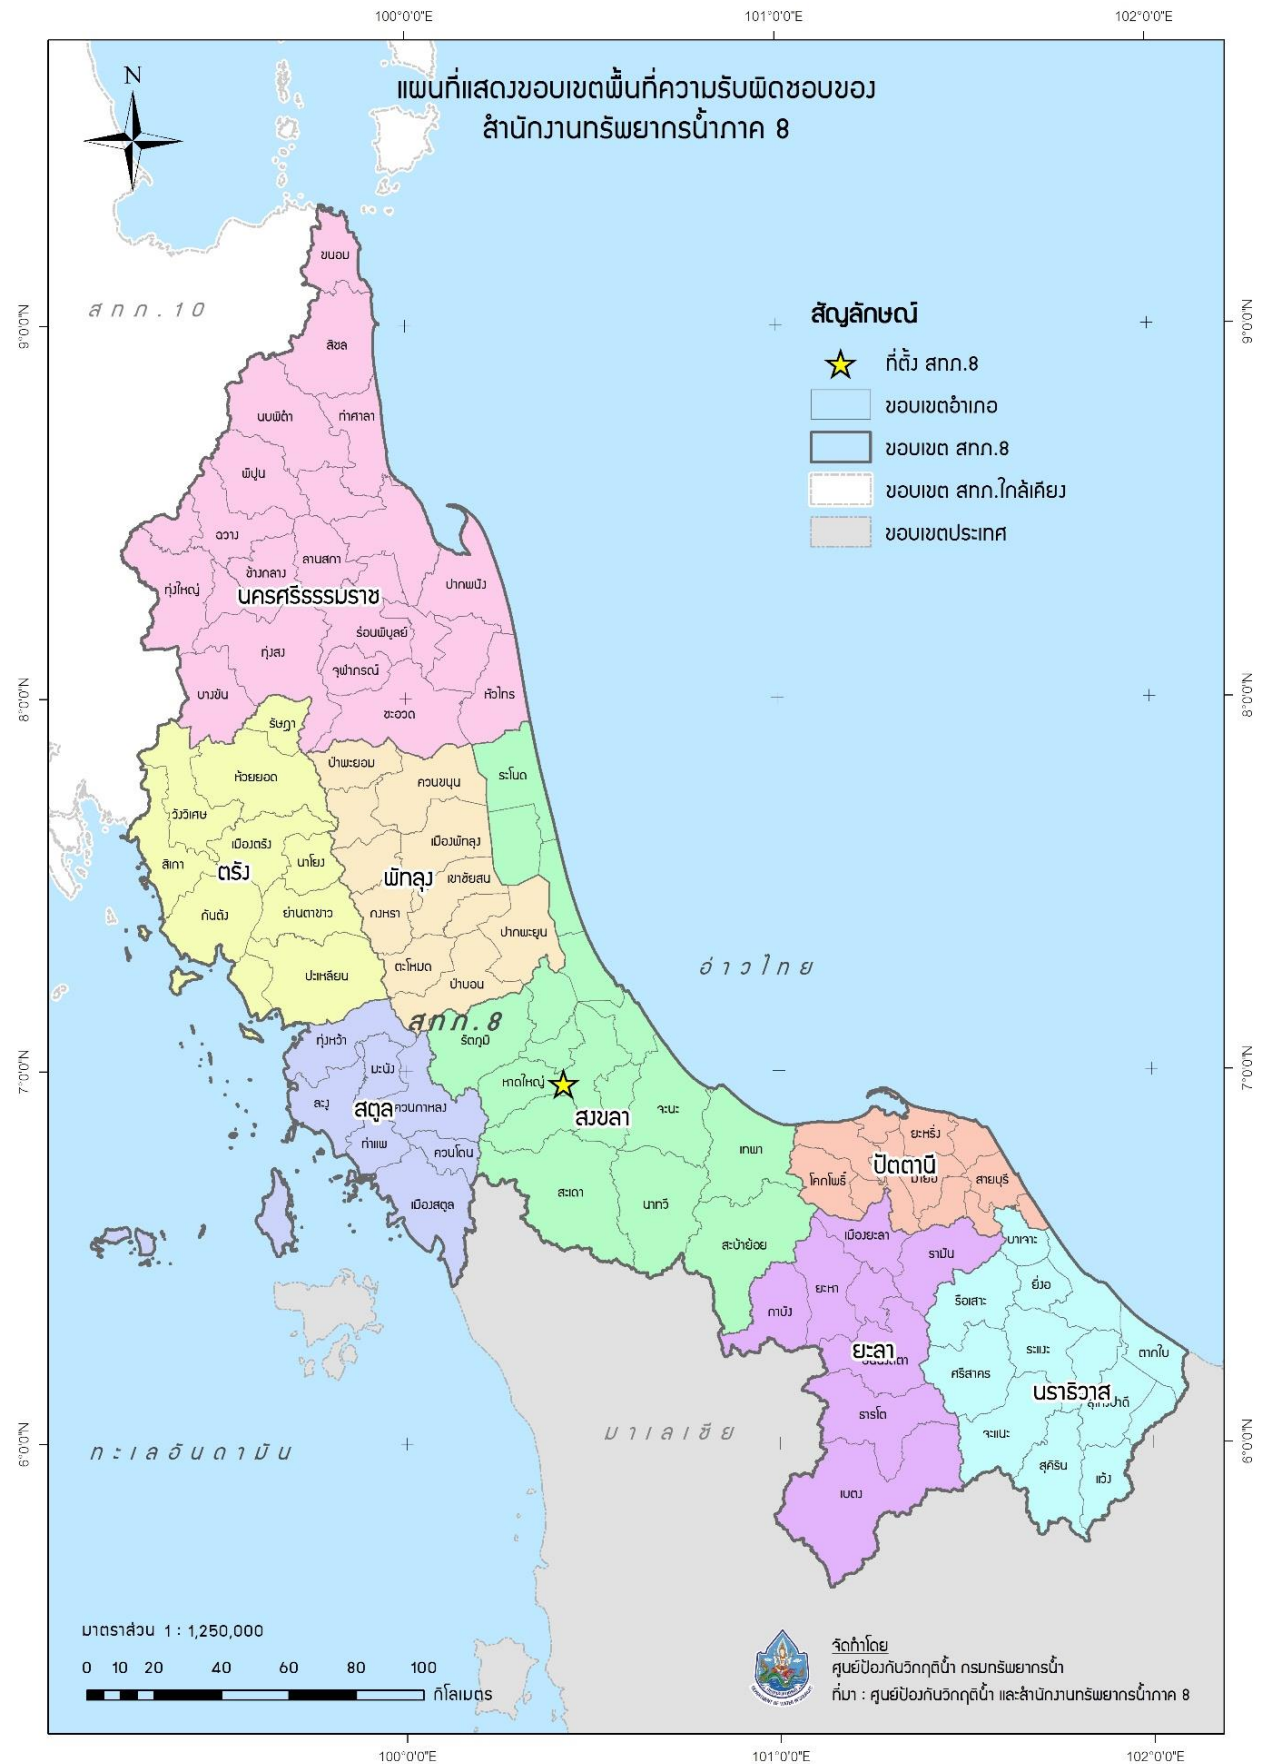 100°0'0"E
101°0'0"E
102°0'0"E
แผนที่แสดงขอบเขตพื้นที่ความรับผิดชอบของ
สำนักงานทรัพยากรน้ำภาค 8
N
สทภ.10
9°0'0"N
9°0'0"N
สัญลักษณ์
ที่ตั้ง สทภ.8
ขอบเขตอำเภอ
ขอบเขต สทภ.8
ขอบเขต สทภ.ใกล้เคียง
ขอบเขตประเทศ
ขนอม
สิชล
นบพิตำ
ท่าศาลา
พิปูน
ฉวาง
ลานสกา
ช้างกลาง
ทุ่งใหญ่
ปากพนัง
นครศรีธรรมราช
ร่อนพิบูลย์
ทุ่งสง
จุฬาภรณ์
บางขัน
หัวไทร
ชะอวด
8°0'0"N
8°0'0"N
รัษฎา
ห้วยยอด
วังวิเศษ
เมืองตรัง
สิเกา
นาโยง
ตรัง
กันตัง
ย่านตาขาว
ปะเหลียน
ป่าพะยอม
ควนขนุน
เมืองพัทลุง
พัทลุง
เขาชัยสน
กงหรา
ปากพะยูน
ตะโหมด
ป่าบอน
ระโนด
อ่าวไทย
สทภ.8
รัตภูมิ
หาดใหญ่
สงขลา
จะนะ
เทพา
สะเดา
นาทวี
สะบ้าย้อย
7°0'0"N
7°0'0"N
ทุ่งหว้า
มะนัง
ละงู
สตูล
ควนกาหลง
ท่าแพ
ควนโดน
เมืองสตูล
ยะหริ่ง
ปัตตานี
โคกโพธิ์
มายอ
สายบุรี
เมืองยะลา
รามัน
ยะหา
กาบัง
ยะลา
ธารโต
เบตง
บาเจาะ
ยี่งอ
รือเสาะ
ระแงะ
ตากใบ
ศรีสาคร
นราธิวาส
จะแนะ
สุคิริน
แว้ง
มาเลเซีย
ทะเลอันดามัน
6°0'0"N
6°0'0"N
มาตราส่วน 1 : 1,250,000
0 10 20 40 60 80 100
กิโลเมตร
จัดทำโดย
ศูนย์ป้องกันวิกฤติน้ำ กรมทรัพยากรน้ำ
ที่มา : ศูนย์ป้องกันวิกฤติน้ำ และสำนักงานทรัพยากรน้ำภาค 8
100°0'0"E
101°0'0"E
102°0'0"E